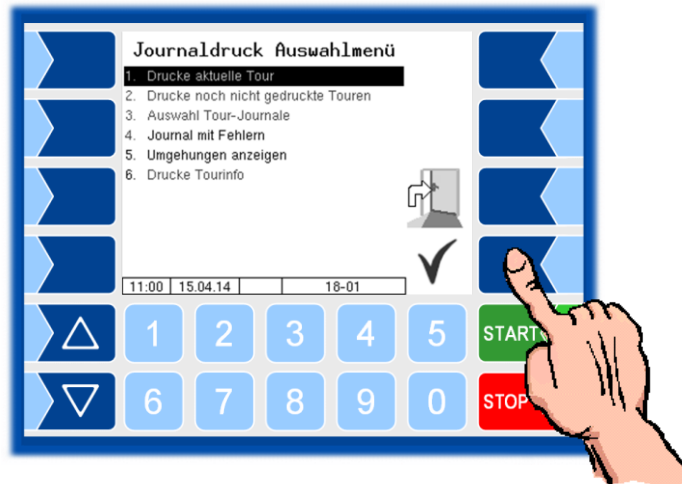 Journaldruck Auswahlmenü
1. Drucke aktuelle Tour
2. Drucke noch nicht gedruckte Touren
3. Auswahl Tour-Journale
4. Journal mit Fehlern
5. Umgehungen anzeigen
6. Drucke Tourinfo
11:00 15.04.14 18-01
1 2 3 4 5 START
6 7 8 9 0 STOP